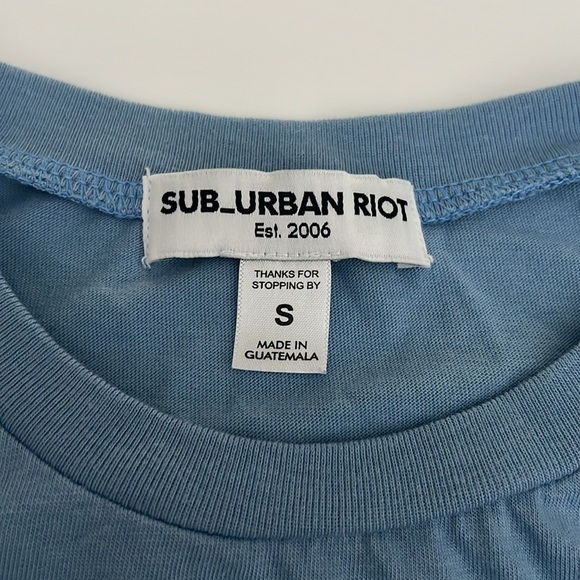 SUB_URBAN RIOT
Est. 2006
THANKS FOR
STOPPING BY
S
MADE IN
GUATEMALA